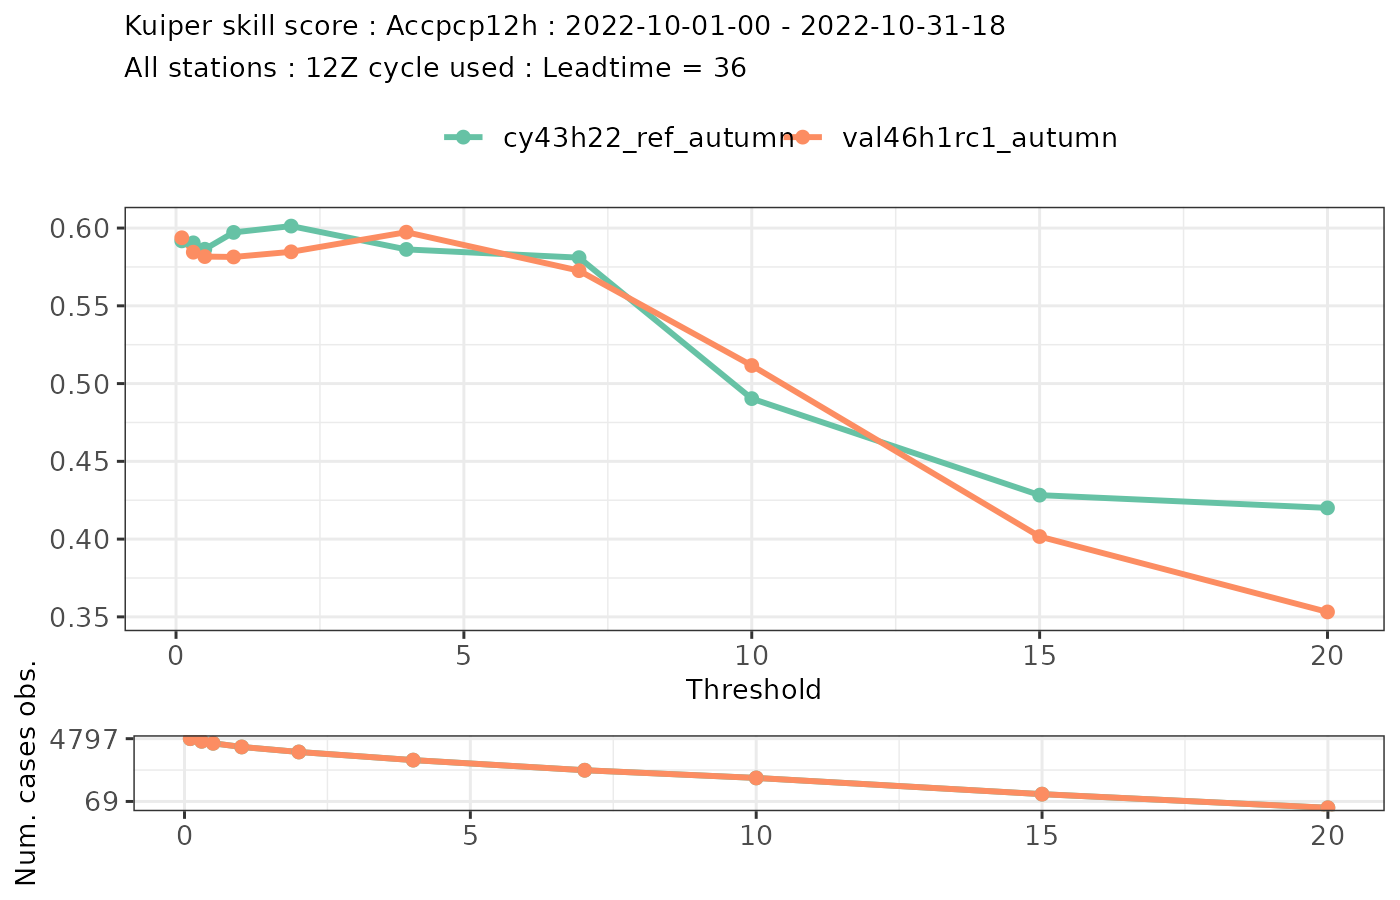 Kuiper skill score : Accpcp12h : 2022-10-01-00 - 2022-10-31-18
All stations : 12Z cycle used : Leadtime = 36
cy43h22_ref_autumn val46h1rc1_autumn
0.60
0.55
0.50
0.45
0.40
0.35
0 5 10 15 20
Threshold
Num. cases obs.
4797
69
0 5 10 15 20